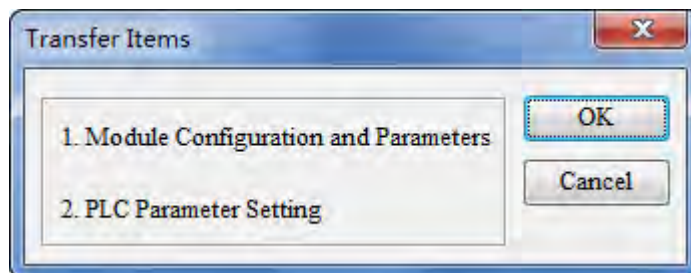 Transfer Items
1. Module Configuration and Parameters
OK
2. PLC Parameter Setting
Cancel